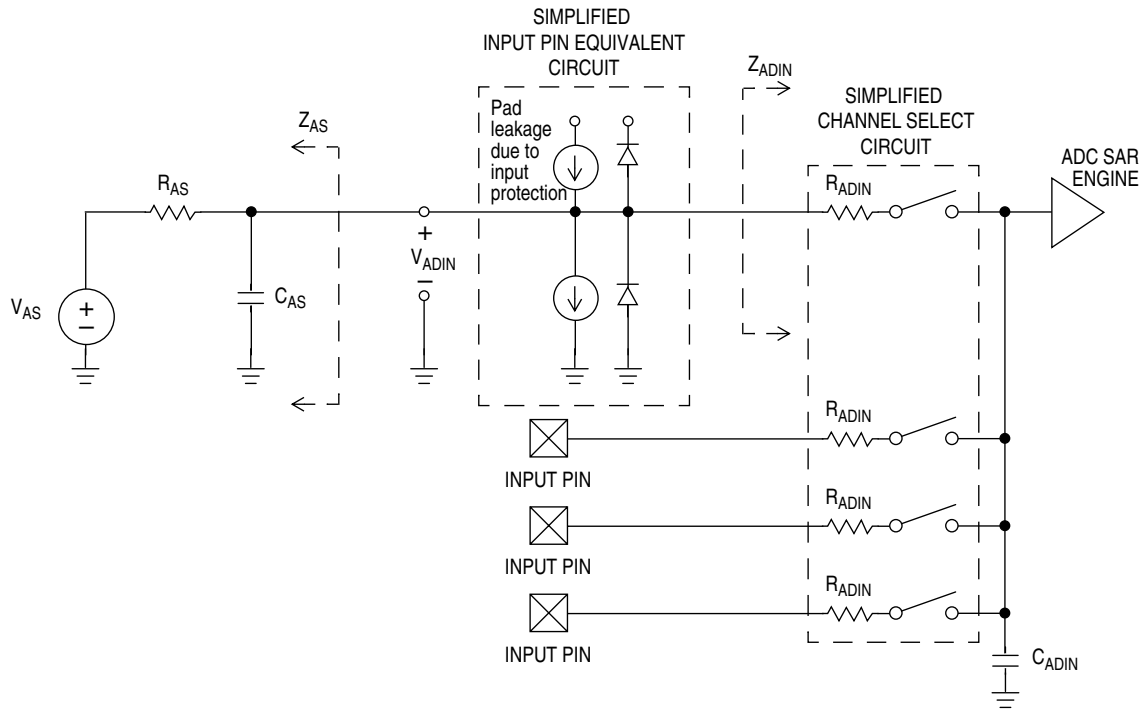 SIMPLIFIED
INPUT PIN EQUIVALENT
CIRCUIT
Pad
leakage
due to
input
protection
Z_ADIN
SIMPLIFIED
CHANNEL SELECT
CIRCUIT
ADC SAR
ENGINE
Z_AS
R_AS
R_ADIN
+
V_ADIN
–
V_AS
+
–
C_AS
R_ADIN
INPUT PIN
R_ADIN
INPUT PIN
R_ADIN
INPUT PIN
C_ADIN